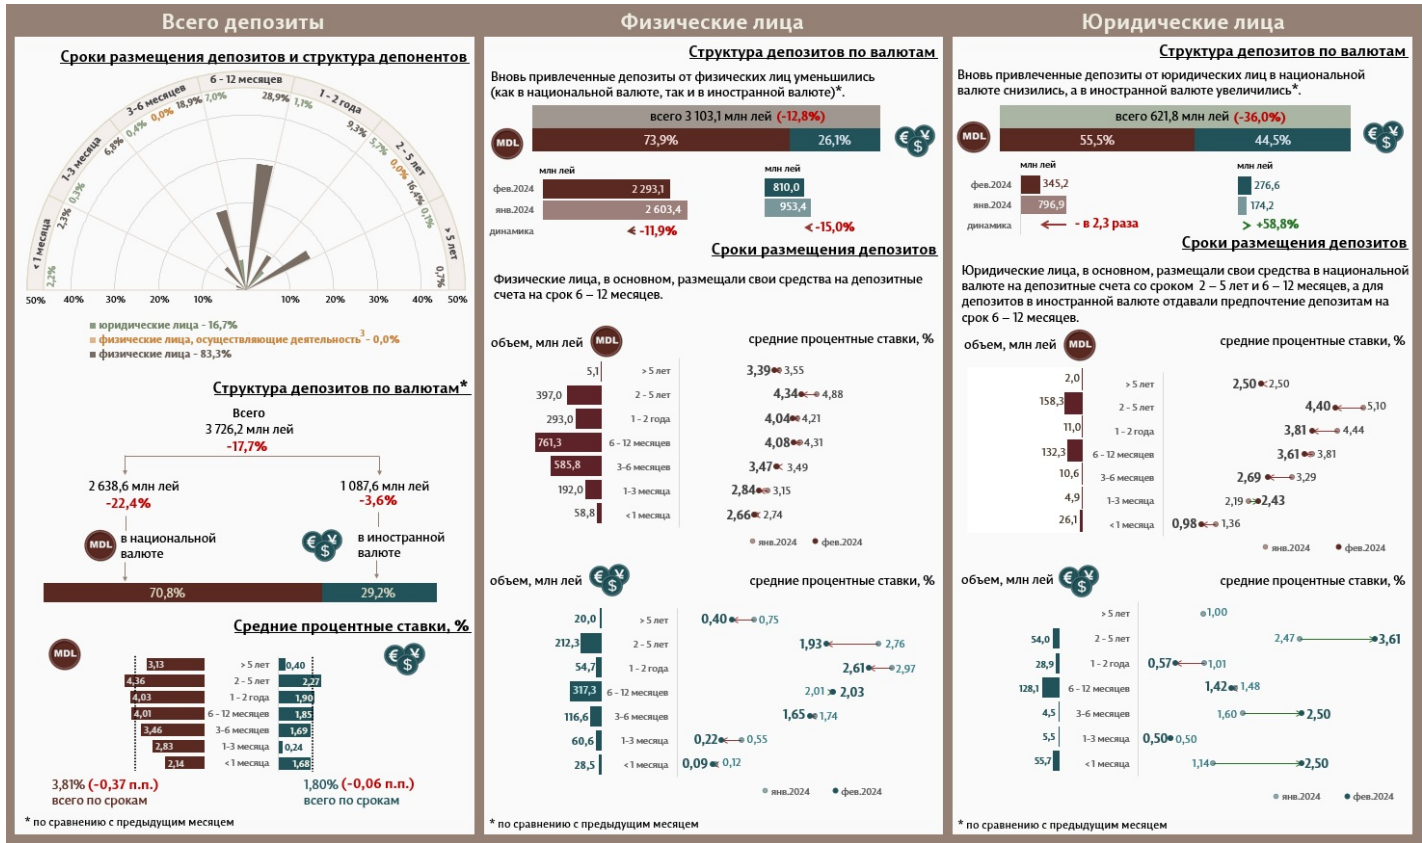 Всего депозиты
Сроки размещения депозитов и структура депонентов
6 - 12 месяцев
3-6 месяцев
1 - 2 года
1-3 месяца
2 - 5 лет
< 1 месяца
> 5 лет
2,2%
2,3%
0,3%
6,8%
0,4%
0,0%
18,9%
7,0%
28,9%
1,1%
9,3%
5,7%
0,0%
16,4%
0,1%
0,7%
50% 40% 30% 20% 10% 10% 20% 30% 40% 50%
юридические лица - 16,7%
физические лица, осуществляющие деятельность3 - 0,0%
физические лица - 83,3%
Структура депозитов по валютам*
Всего
3 726,2 млн лей
-17,7%
2 638,6 млн лей 1 087,6 млн лей
-22,4% -3,6%
MDL в национальной валюте
€ ¥ $ в иностранной валюте
70,8% 29,2%
Средние процентные ставки, %
MDL € ¥ $
3,13 > 5 лет 0,40
4,36 2 - 5 лет 2,27
4,03 1 - 2 года 1,90
4,01 6 - 12 месяцев 1,85
3,46 3-6 месяцев 1,69
2,83 1-3 месяца 0,24
2,14 < 1 месяца 1,68
3,81% (-0,37 п.п.) 1,80% (-0,06 п.п.)
всего по срокам всего по срокам
* по сравнению с предыдущим месяцем
Физические лица
Структура депозитов по валютам
Вновь привлеченные депозиты от физических лиц уменьшились
(как в национальной валюте, так и в иностранной валюте)*.
всего 3 103,1 млн лей (-12,8%)
MDL 73,9% 26,1% € ¥ $
млн лей млн лей
фев.2024 2 293,1 810,0
янв.2024 2 603,4 953,4
динамика -11,9% -15,0%
Сроки размещения депозитов
Физические лица, в основном, размещали свои средства на депозитные
счета на срок 6 – 12 месяцев.
объем, млн лей MDL средние процентные ставки, %
5,1 > 5 лет 3,39 3,55
397,0 2 - 5 лет 4,34 4,88
293,0 1 - 2 года 4,04 4,21
761,3 6 - 12 месяцев 4,08 4,31
585,8 3-6 месяцев 3,47 3,49
192,0 1-3 месяца 2,84 3,15
58,8 < 1 месяца 2,66 2,74
янв.2024 фев.2024
объем, млн лей € ¥ $ средние процентные ставки, %
20,0 > 5 лет 0,40 0,75
212,3 2 - 5 лет 1,93 2,76
54,7 1 - 2 года 2,61 2,97
317,3 6 - 12 месяцев 2,01 2,03
116,6 3-6 месяцев 1,65 1,74
60,6 1-3 месяца 0,22 0,55
28,5 < 1 месяца 0,09 0,12
янв.2024 фев.2024
* по сравнению с предыдущим месяцем
Юридические лица
Структура депозитов по валютам
Вновь привлеченные депозиты от юридических лиц в национальной
валюте снизились, а в иностранной валюте увеличились*.
всего 621,8 млн лей (-36,0%)
MDL 55,5% 44,5% € ¥ $
млн лей млн лей
фев.2024 345,2 276,6
янв.2024 796,9 174,2
динамика - в 2,3 раза +58,8%
Сроки размещения депозитов
Юридические лица, в основном, размещали свои средства в национальной
валюте на депозитные счета со сроком 2 – 5 лет и 6 – 12 месяцев, а для
депозитов в иностранной валюте отдавали предпочтение депозитам на
срок 6 – 12 месяцев.
объем, млн лей MDL средние процентные ставки, %
2,0 > 5 лет 2,50 2,50
158,3 2 - 5 лет 4,40 5,10
11,0 1 - 2 года 3,81 4,44
132,3 6 - 12 месяцев 3,61 3,81
10,6 3-6 месяцев 2,69 3,29
4,9 1-3 месяца 2,19 2,43
26,1 < 1 месяца 0,98 1,36
янв.2024 фев.2024
объем, млн лей € ¥ $ средние процентные ставки, %
> 5 лет 1,00
54,0 2 - 5 лет 2,47 3,61
28,9 1 - 2 года 0,57 1,01
128,1 6 - 12 месяцев 1,42 1,48
4,5 3-6 месяцев 1,60 2,50
5,5 1-3 месяца 0,50 0,50
55,7 < 1 месяца 1,14 2,50
янв.2024 фев.2024
* по сравнению с предыдущим месяцем